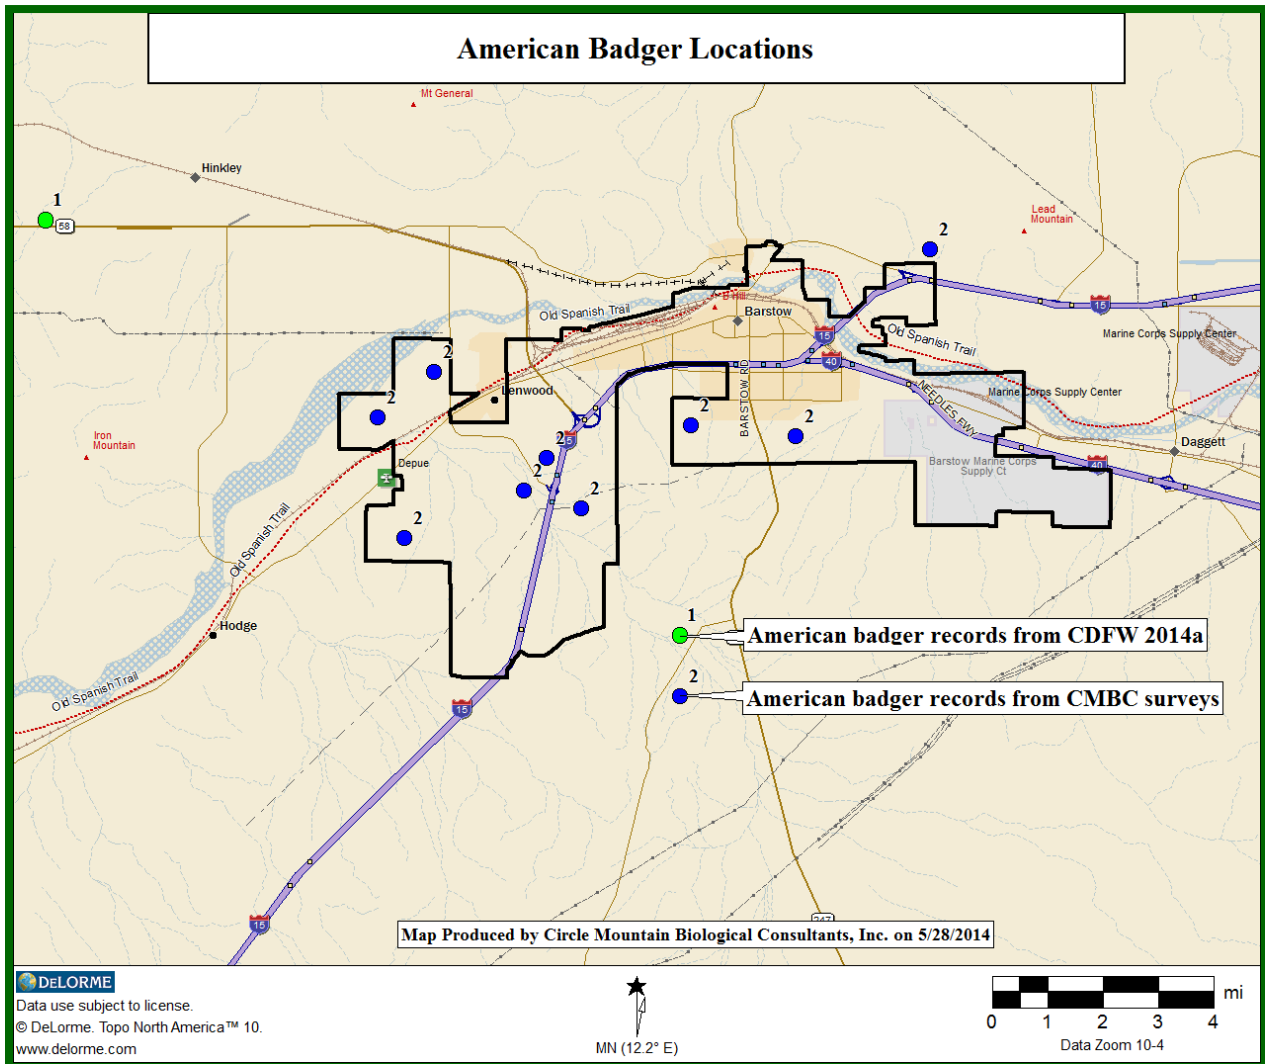 American Badger Locations
Mt General
Hinkley
1
58
Lead
Mountain
2
Old Spanish Trail
B Hill
Barstow
15
15
Old Spanish Trail
Marine Corps Supply Center
40
2
BARSTOW RD
Lenwood
NEEDLES FWY
Marine Corps Supply Center
2
2
2
Iron
Mountain
2
15
Daggett
Depue
Barstow Marine Corps
Supply Ct
40
2
2
2
Old Spanish Trail
Hodge
1
American badger records from CDFW 2014a
Old Spanish Trail
2
American badger records from CMBC surveys
15
247
15
Map Produced by Circle Mountain Biological Consultants, Inc. on 5/28/2014
DELORME
Data use subject to license.
© DeLorme. Topo North America™ 10.
www.delorme.com
MN (12.2° E)
mi
0 1 2 3 4
Data Zoom 10-4